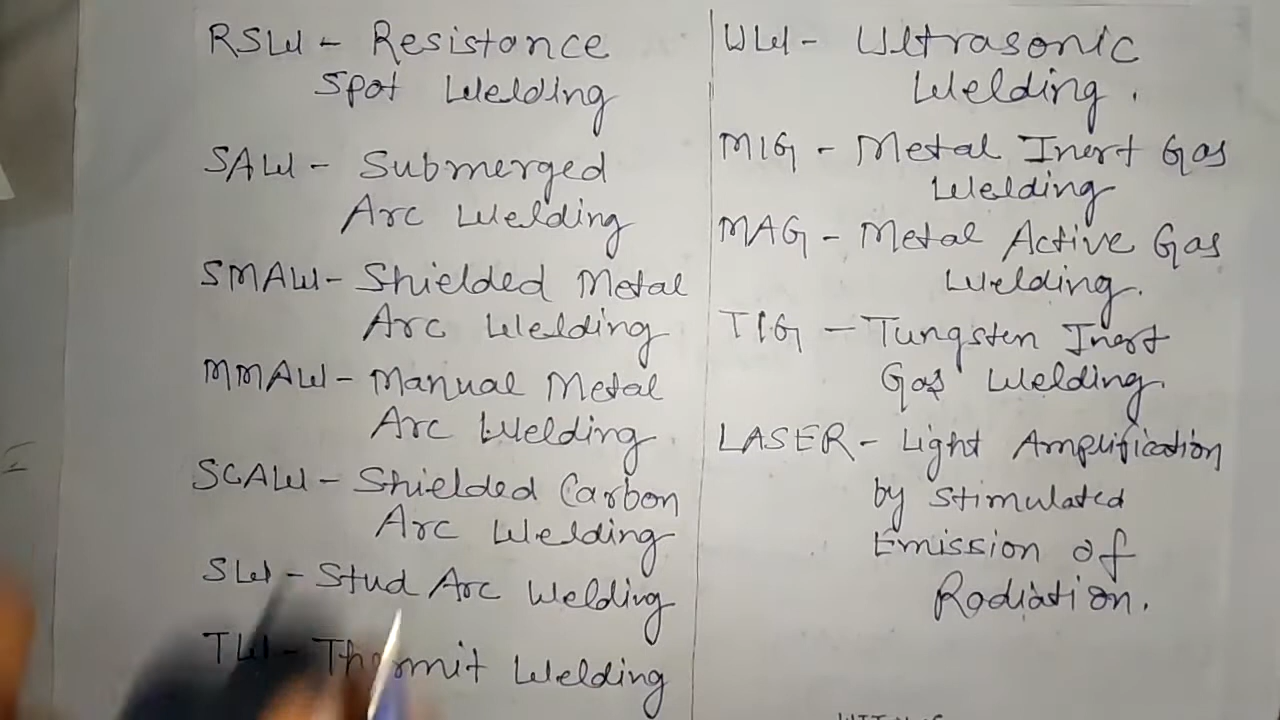 RSW - Resistance
Spot Welding
SAW - Submerged
Arc Welding
SMAW - Shielded Metal
Arc Welding
MMAW - Manual Metal
Arc Welding
SCAW - Shielded Carbon
Arc Welding
SW - Stud Arc Welding
TW - Thermit Welding
UW - Ultrasonic
Welding.
MIG - Metal Inert Gas
Welding
MAG - Metal Active Gas
Welding.
TIG - Tungsten Inert
Gas Welding.
LASER - Light Amplification
by Stimulated
Emission of
Radiation.